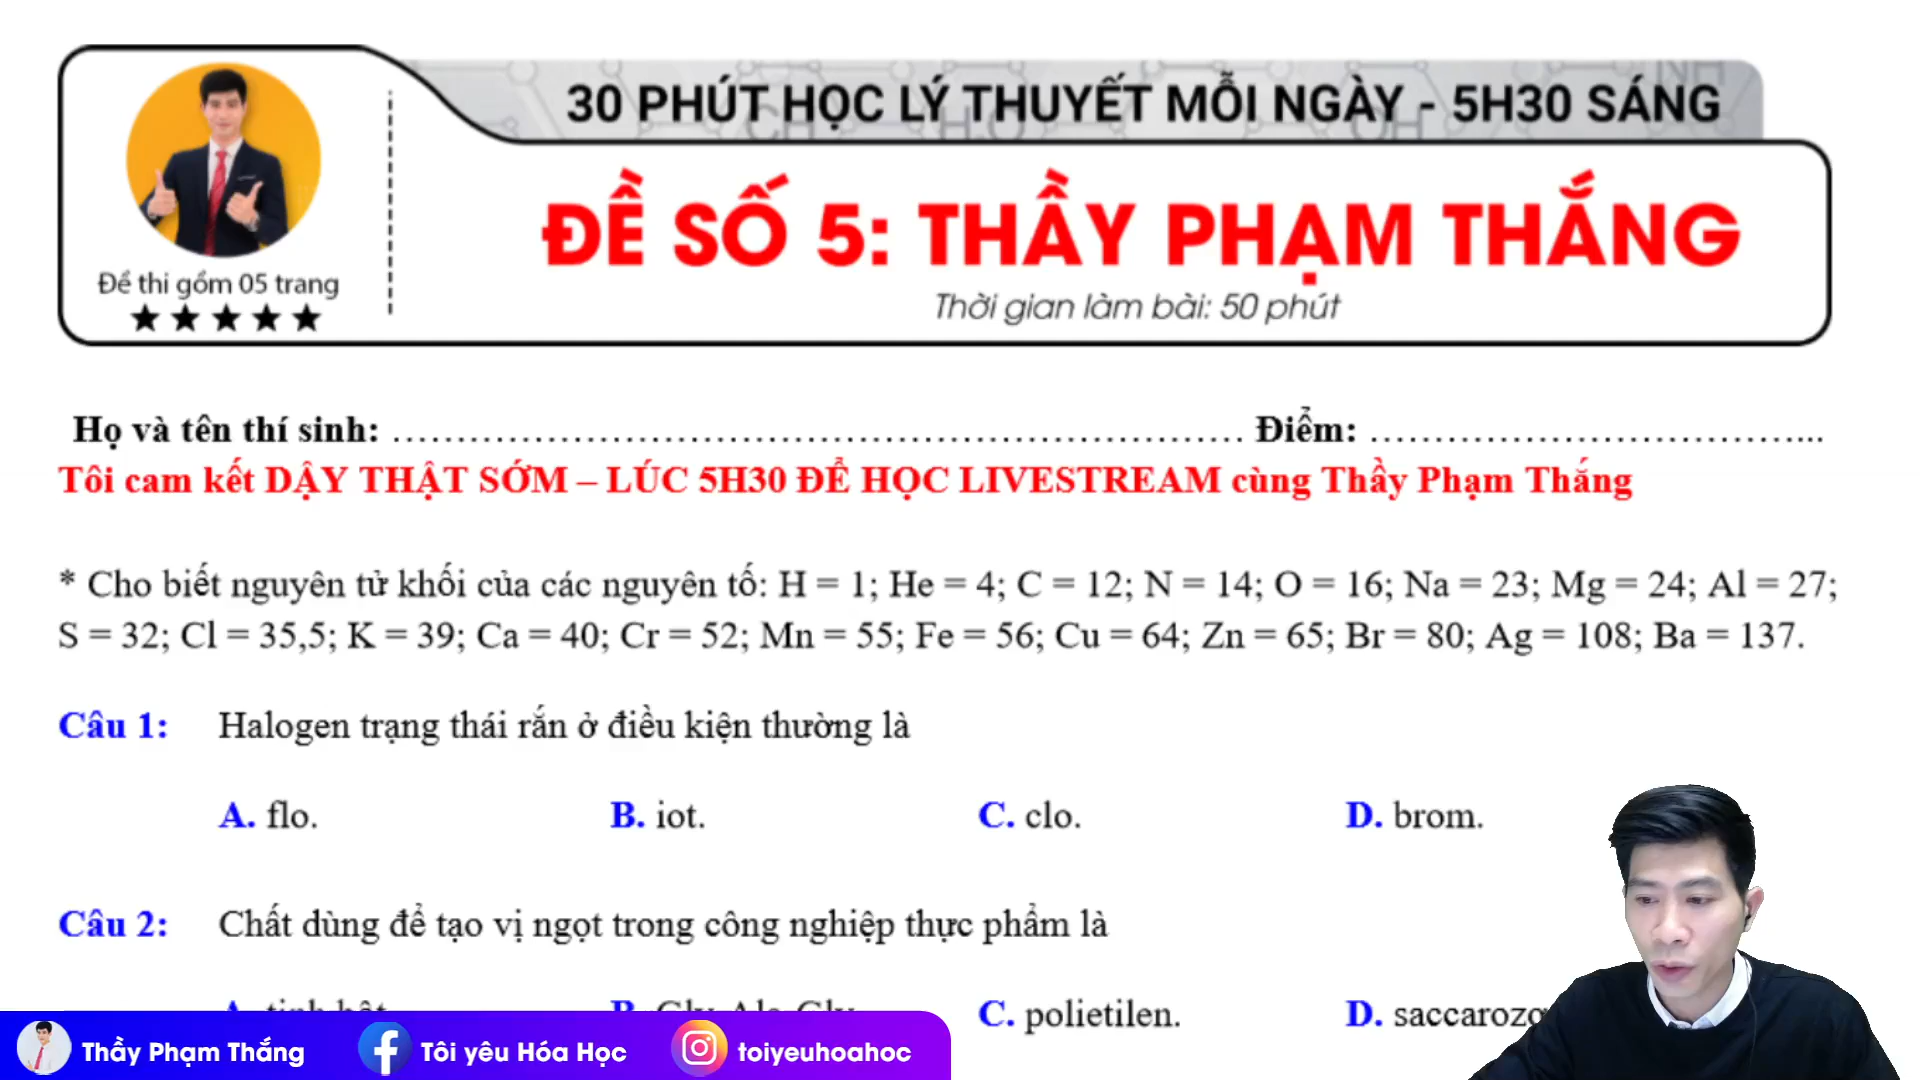 30 PHÚT HỌC LÝ THUYẾT MỖI NGÀY - 5H30 SÁNG
ĐỀ SỐ 5: THẦY PHẠM THẮNG
Thời gian làm bài: 50 phút
Đề thi gồm 05 trang
Họ và tên thí sinh: ........................................................................ Điểm: ....................................
Tôi cam kết DẬY THẬT SỚM – LÚC 5H30 ĐỂ HỌC LIVESTREAM cùng Thầy Phạm Thắng
* Cho biết nguyên tử khối của các nguyên tố: H = 1; He = 4; C = 12; N = 14; O = 16; Na = 23; Mg = 24; Al = 27;
S = 32; Cl = 35,5; K = 39; Ca = 40; Cr = 52; Mn = 55; Fe = 56; Cu = 64; Zn = 65; Br = 80; Ag = 108; Ba = 137.
Câu 1: Halogen trạng thái rắn ở điều kiện thường là
A. flo. B. iot. C. clo. D. brom.
Câu 2: Chất dùng để tạo vị ngọt trong công nghiệp thực phẩm là
C. polietilen. D. saccarozo
Thầy Phạm Thắng Tôi yêu Hóa Học toiyeuhoahoc